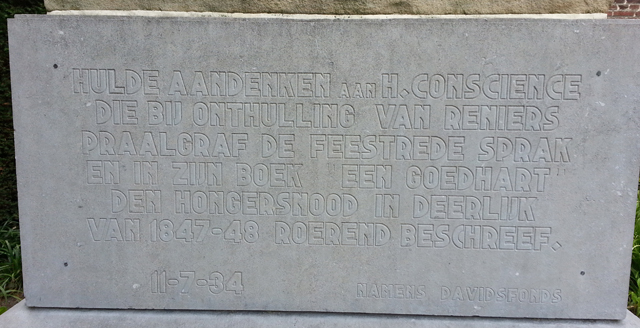 HULDE AANDENKEN AAN H. CONSCIENCE
DIE BIJ ONTHULLING VAN RENIERS
PRAALGRAF DE FEESTREDE SPRAK
EN IN ZIJN BOEK "EEN GOEDHART"
DEN HONGERSNOOD IN DEERLIJK
VAN 1847-48 ROEREND BESCHREEF.
11-7-34 NAMENS DAVIDSFONDS